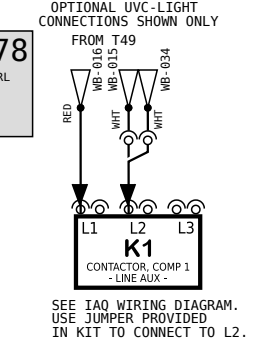 OPTIONAL UVC-LIGHT
CONNECTIONS SHOWN ONLY
78
RL
FROM T49
WB-016
WB-015
WB-034
RED
WHT
WHT
L1 L2 L3
K1
CONTACTOR, COMP 1
- LINE AUX -
SEE IAQ WIRING DIAGRAM.
USE JUMPER PROVIDED
IN KIT TO CONNECT TO L2.